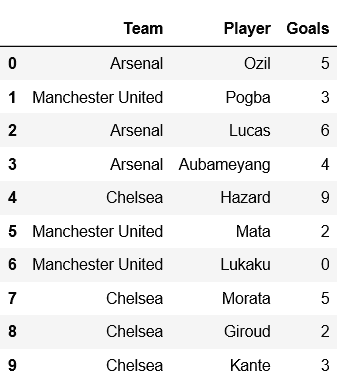 Team Player Goals
0 Arsenal Ozil 5
1 Manchester United Pogba 3
2 Arsenal Lucas 6
3 Arsenal Aubameyang 4
4 Chelsea Hazard 9
5 Manchester United Mata 2
6 Manchester United Lukaku 0
7 Chelsea Morata 5
8 Chelsea Giroud 2
9 Chelsea Kante 3